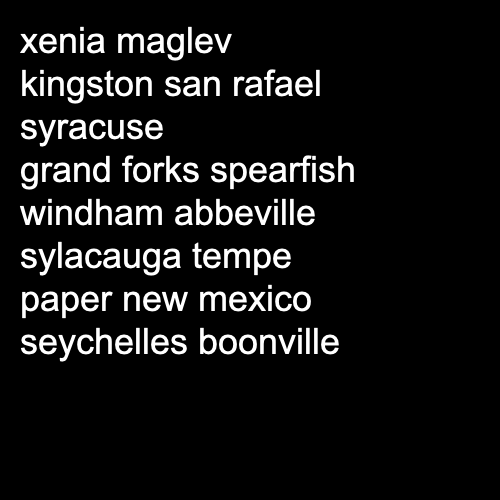 xenia maglev
kingston san rafael
syracuse
grand forks spearfish
windham abbeville
sylacauga tempe
paper new mexico
seychelles boonville